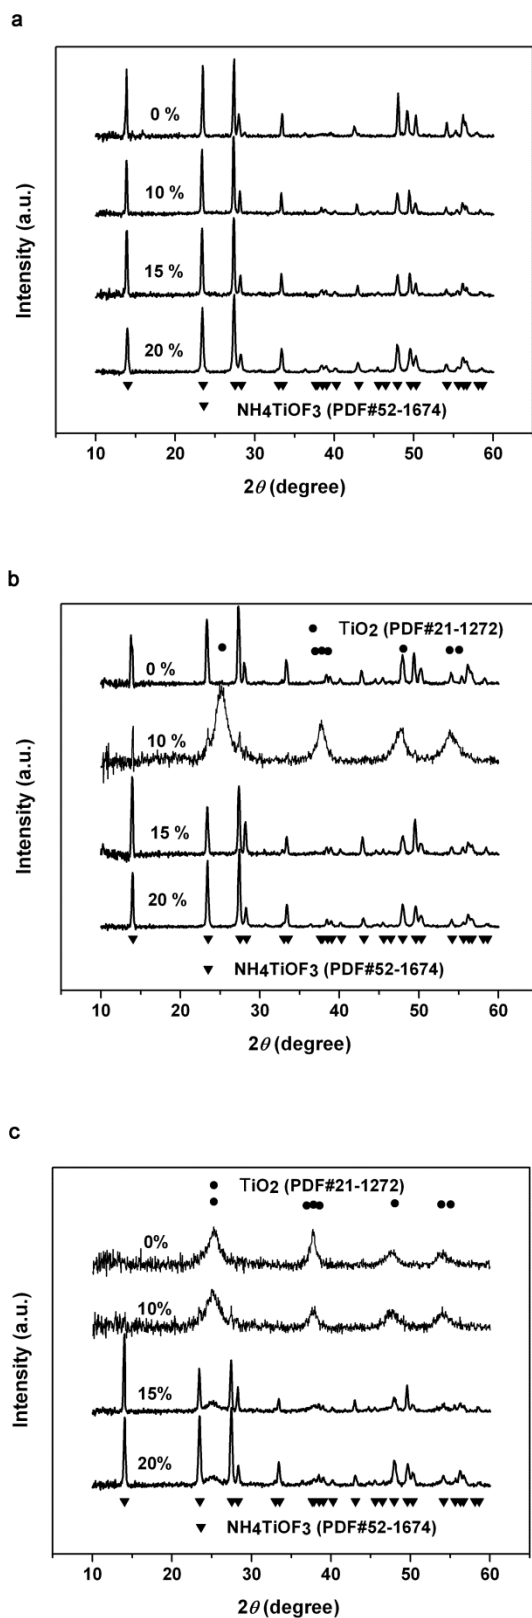 a
0 %
10 %
15 %
20 %
Intensity (a.u.)
NH4TiOF3 (PDF#52-1674)
10 20 30 40 50 60
2θ (degree)
b
TiO2 (PDF#21-1272)
0 %
10 %
15 %
20 %
Intensity (a.u.)
NH4TiOF3 (PDF#52-1674)
10 20 30 40 50 60
2θ (degree)
c
TiO2 (PDF#21-1272)
0%
10%
15%
20%
Intensity (a.u.)
NH4TiOF3 (PDF#52-1674)
10 20 30 40 50 60
2θ (degree)